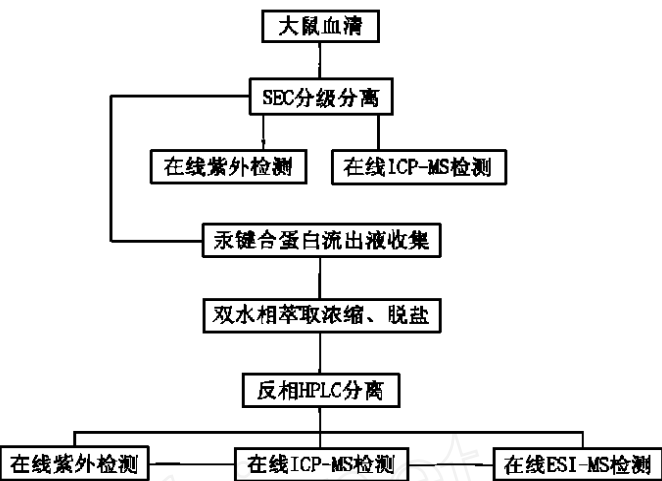 大鼠血清
SEC分级分离
在线紫外检测
在线ICP-MS检测
汞键合蛋白流出液收集
双水相萃取浓缩、脱盐
反相HPLC分离
在线紫外检测
在线ICP-MS检测
在线ESI-MS检测